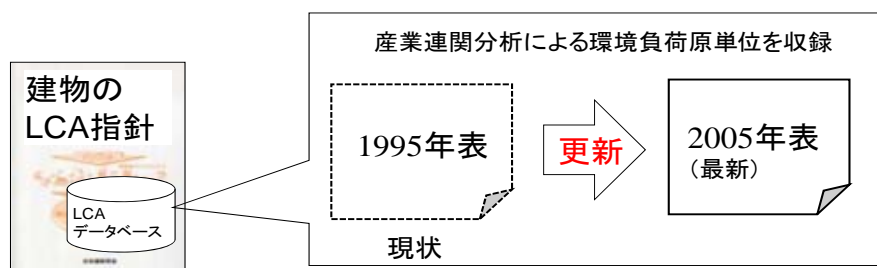 産業連関分析による環境負荷原単位を収録
建物の
LCA指針
LCA
データベース
1995年表
現状
更新
2005年表
（最新）